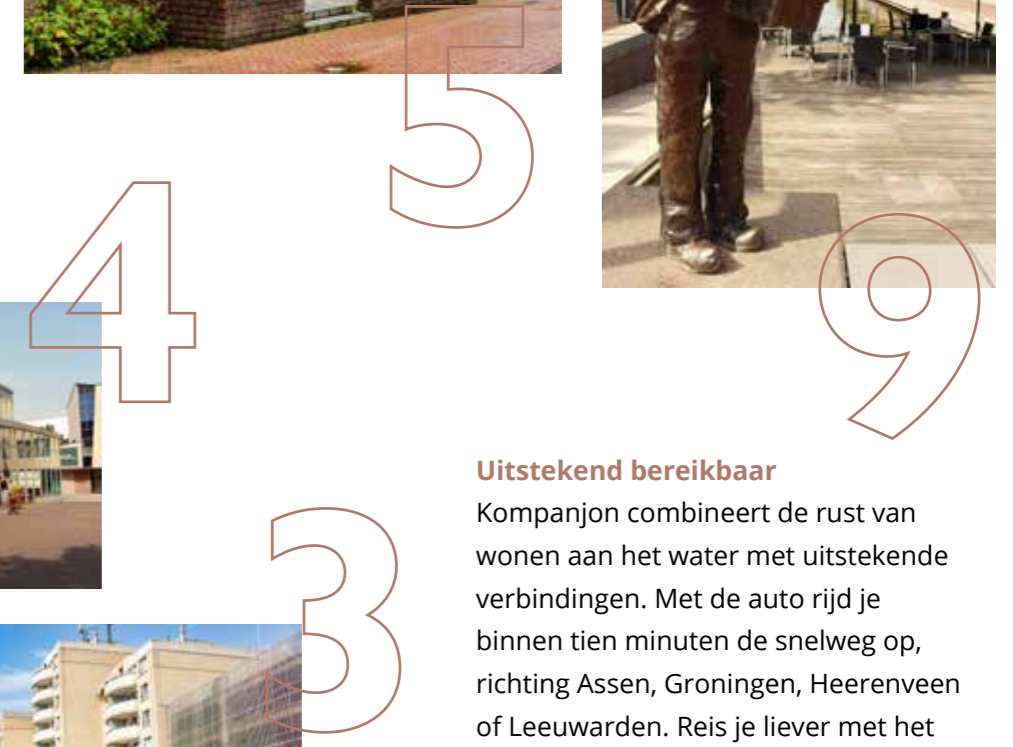 5
4
9
3
Uitstekend bereikbaar
Kompanjon combineert de rust van
wonen aan het water met uitstekende
verbindingen. Met de auto rijd je
binnen tien minuten de snelweg op,
richting Assen, Groningen, Heerenveen
of Leeuwarden. Reis je liever met het